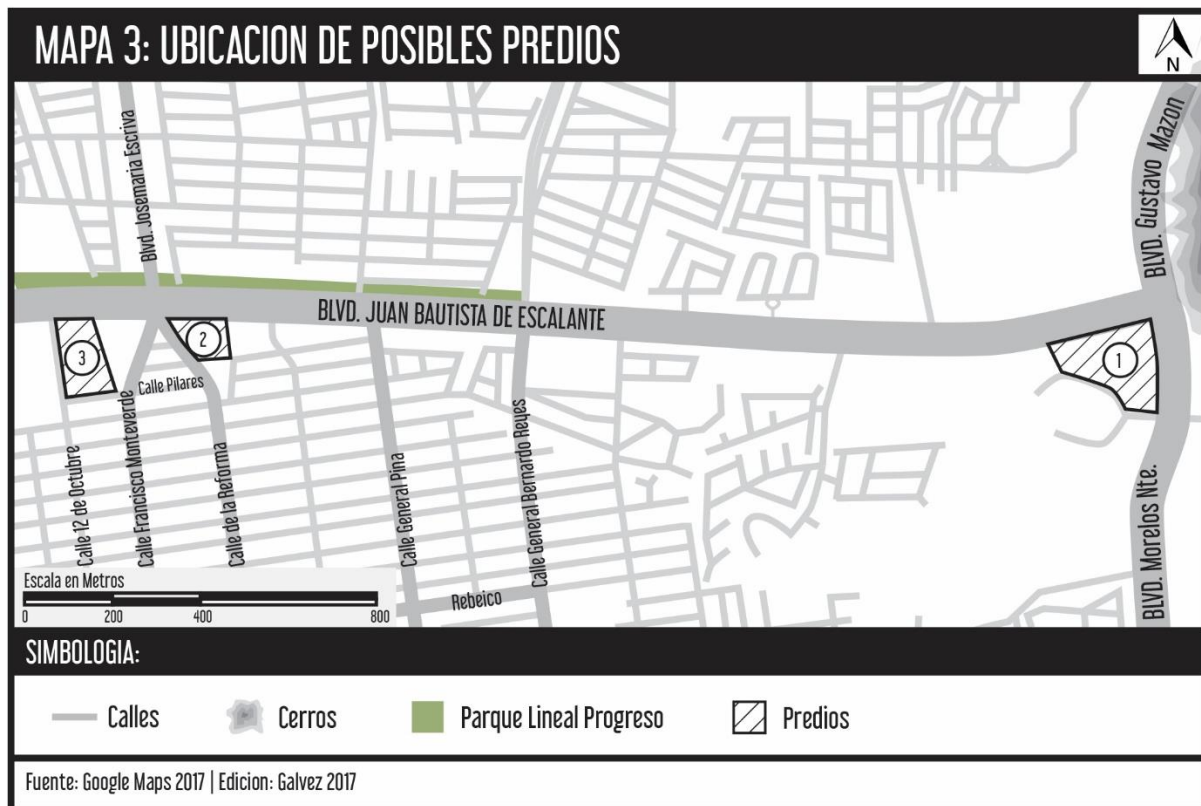 MAPA 3: UBICACION DE POSIBLES PREDIOS
N
Blvd. Josemaria Escriva
BLVD. Gustavo Mazon
BLVD. JUAN BAUTISTA DE ESCALANTE
3
2
1
Calle Pilares
Calle 12 de Octubre
Calle Francisco Monteverde
Calle de la Reforma
Calle General Pina
Calle General Bernardo Reyes
BLVD. Morelos Nte.
Rebeico
Escala en Metros
0 200 400 800
SIMBOLOGIA:
Calles Cerros Parque Lineal Progreso Predios
Fuente: Google Maps 2017 | Edicion: Galvez 2017